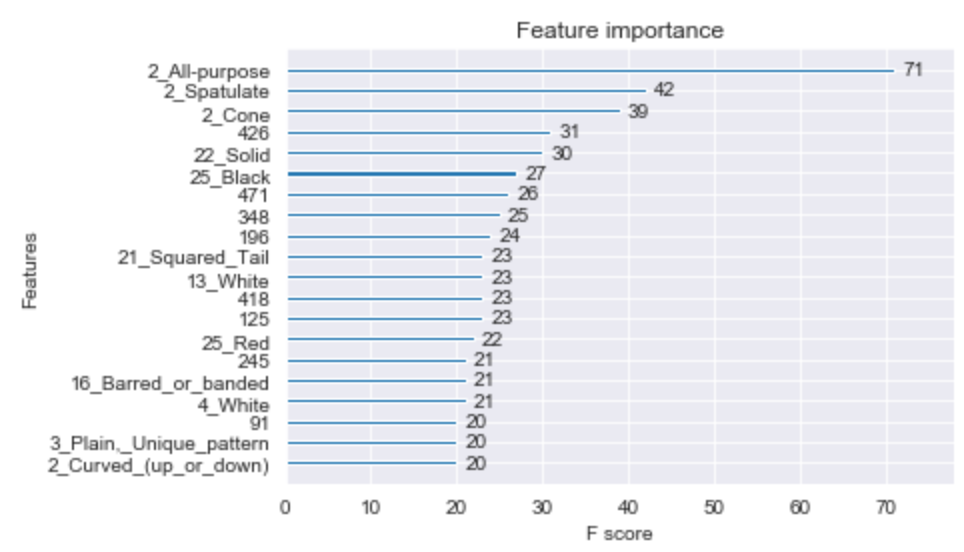 Feature importance
Features
2_All-purpose 71
2_Spatulate 42
2_Cone 39
426 31
22_Solid 30
25_Black 27
471 26
348 25
196 24
21_Squared_Tail 23
13_White 23
418 23
125 23
25_Red 22
245 21
16_Barred_or_banded 21
4_White 21
91 20
3_Plain,_Unique_pattern 20
2_Curved_(up_or_down) 20
0 10 20 30 40 50 60 70
F score